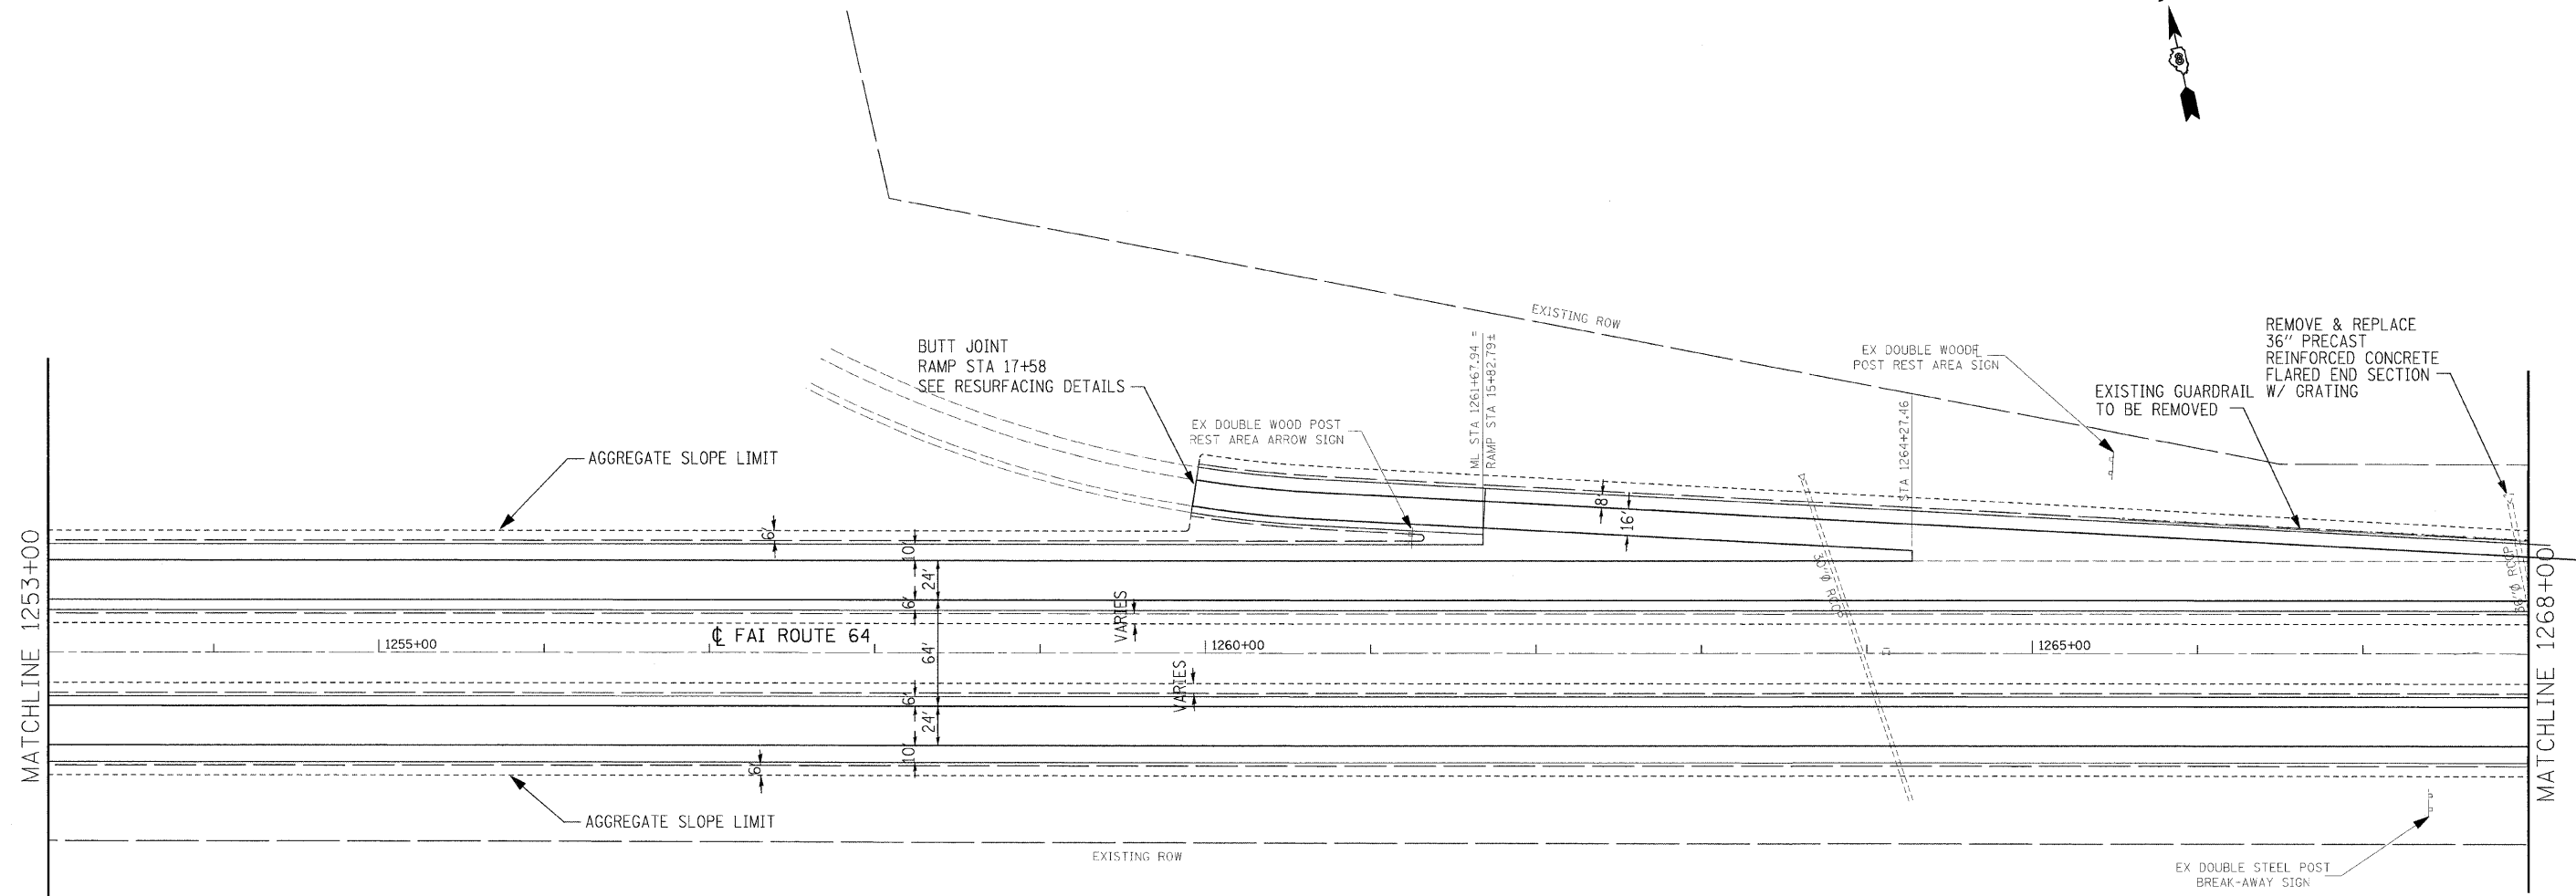 8
EXISTING ROW
BUTT JOINT
RAMP STA 17+58
SEE RESURFACING DETAILS
EX DOUBLE WOOD POST
REST AREA ARROW SIGN
ML STA 1261+67.94 =
RAMP STA 15+82.79±
EX DOUBLE WOOD
POST REST AREA SIGN
STA 1264+27.46
REMOVE & REPLACE
36" PRECAST
REINFORCED CONCRETE
FLARED END SECTION
W/ GRATING
EXISTING GUARDRAIL
TO BE REMOVED
AGGREGATE SLOPE LIMIT
8'
16'
6'
10'
24'
6'
VARIES
30" Ø RCCP
36" Ø RCCP
MATCHLINE 1253+00
MATCHLINE 1268+00
℄ FAI ROUTE 64
1255+00
1260+00
1265+00
64'
VARIES
6'
24'
10'
6'
AGGREGATE SLOPE LIMIT
EXISTING ROW
EX DOUBLE STEEL POST
BREAK-AWAY SIGN